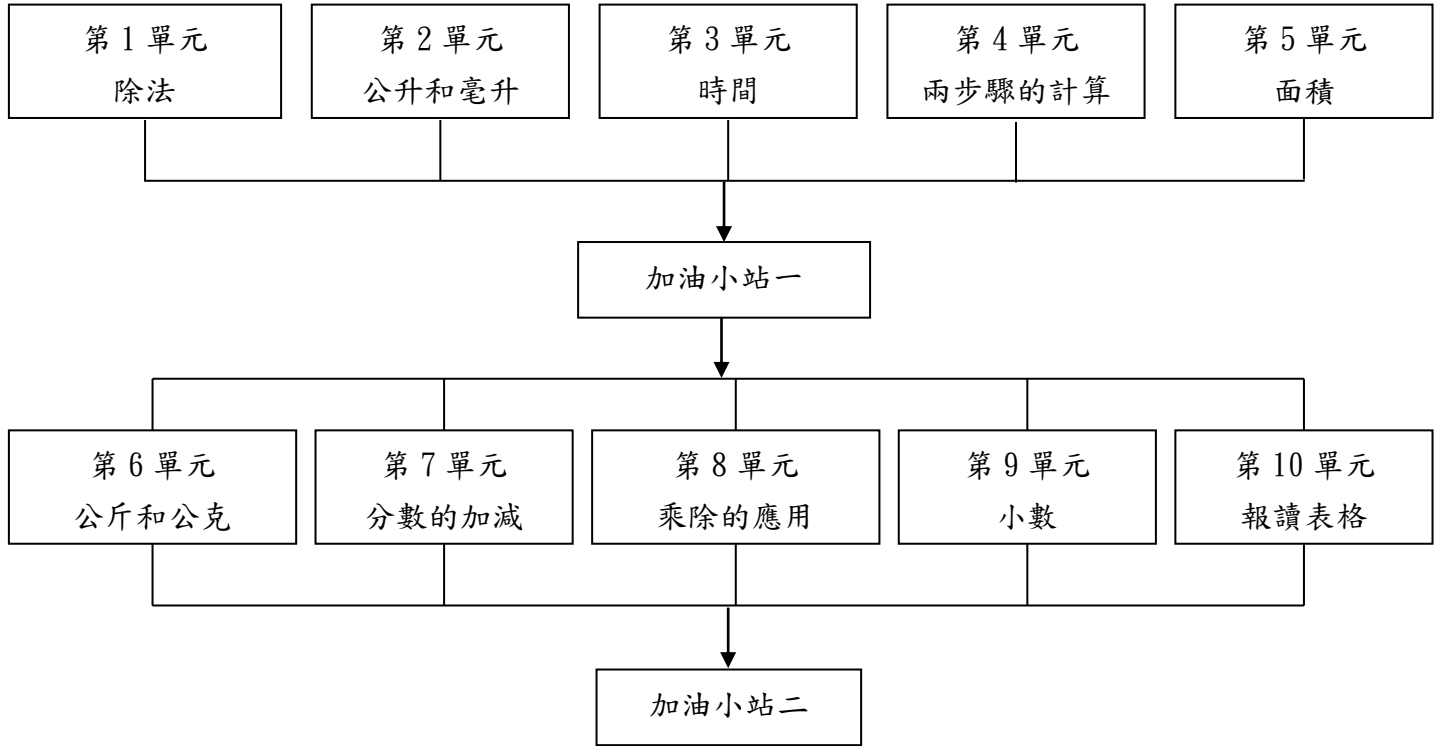 第 1 單元
除法
第 2 單元
公升和毫升
第 3 單元
時間
第 4 單元
兩步驟的計算
第 5 單元
面積
加油小站一
第 6 單元
公斤和公克
第 7 單元
分數的加減
第 8 單元
乘除的應用
第 9 單元
小數
第 10 單元
報讀表格
加油小站二